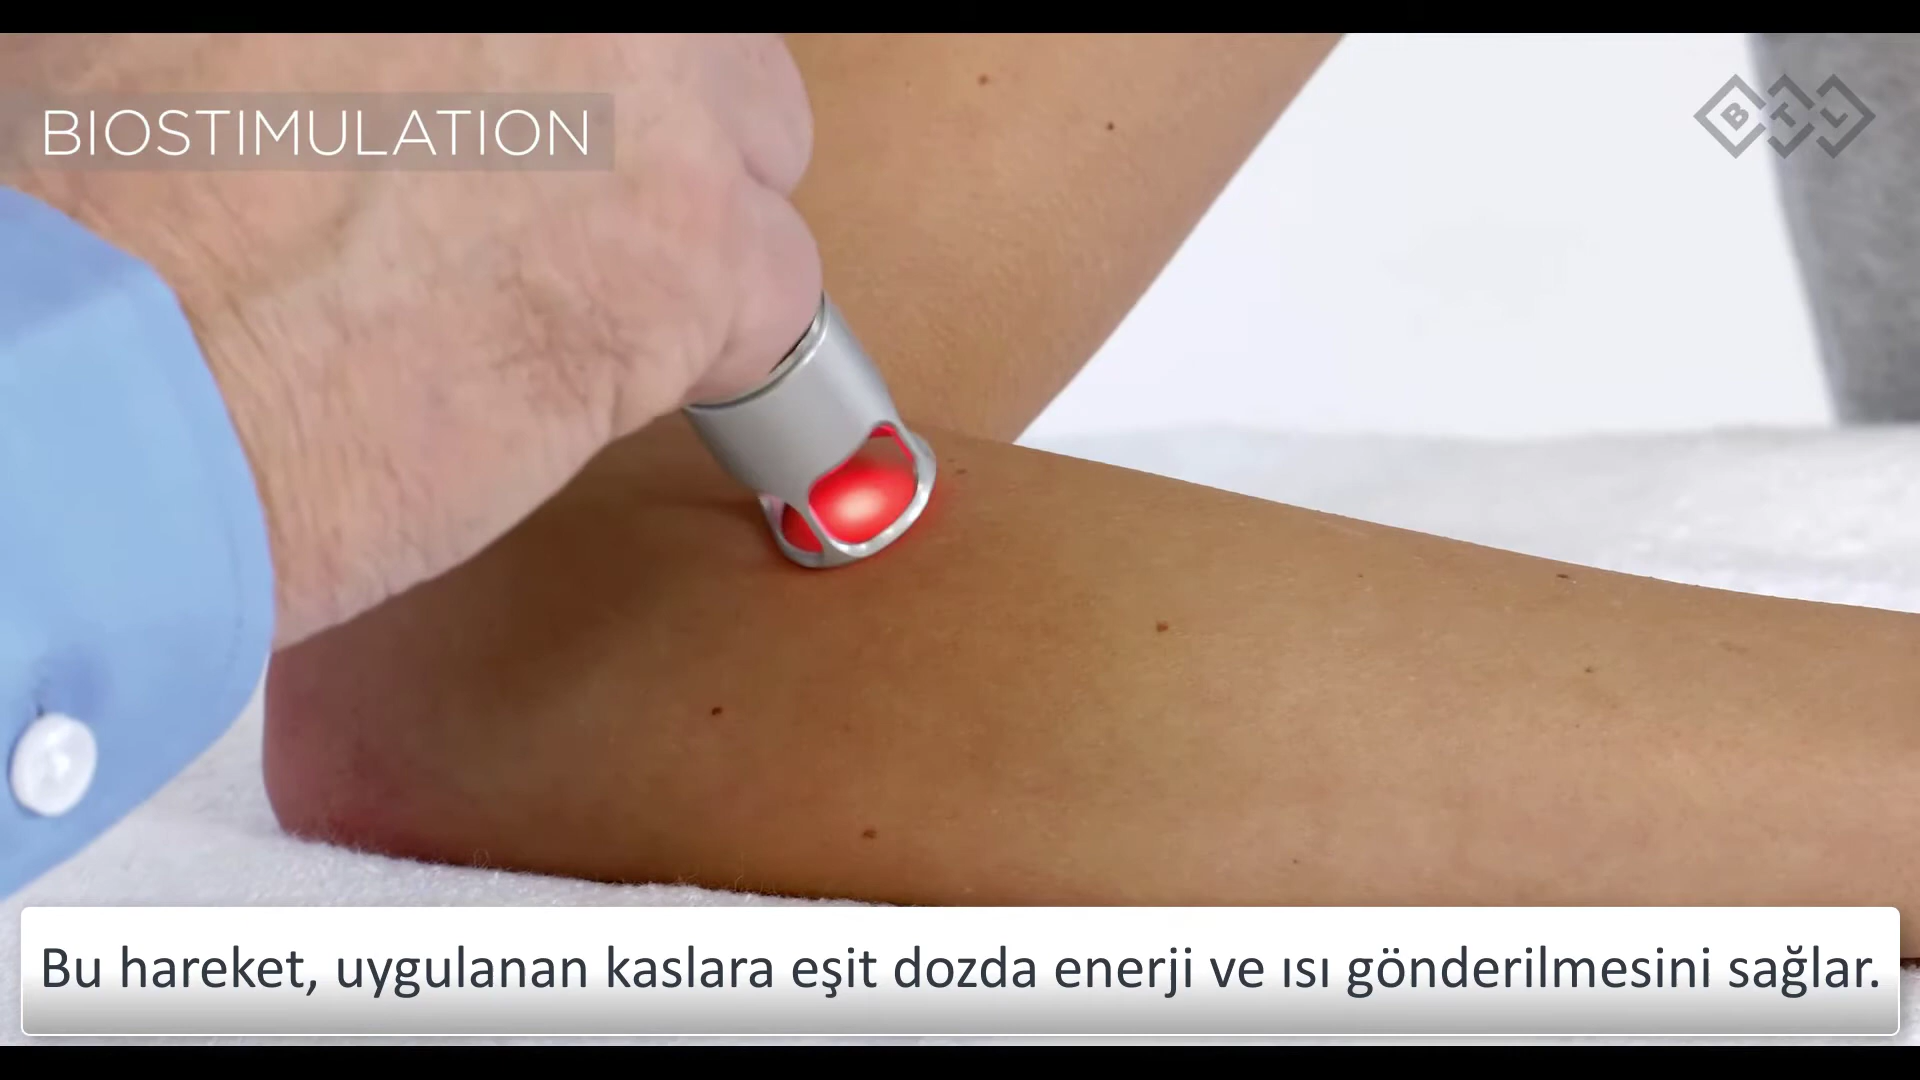 BIOSTIMULATION
BTL
Bu hareket, uygulanan kaslara eşit dozda enerji ve ısı gönderilmesini sağlar.